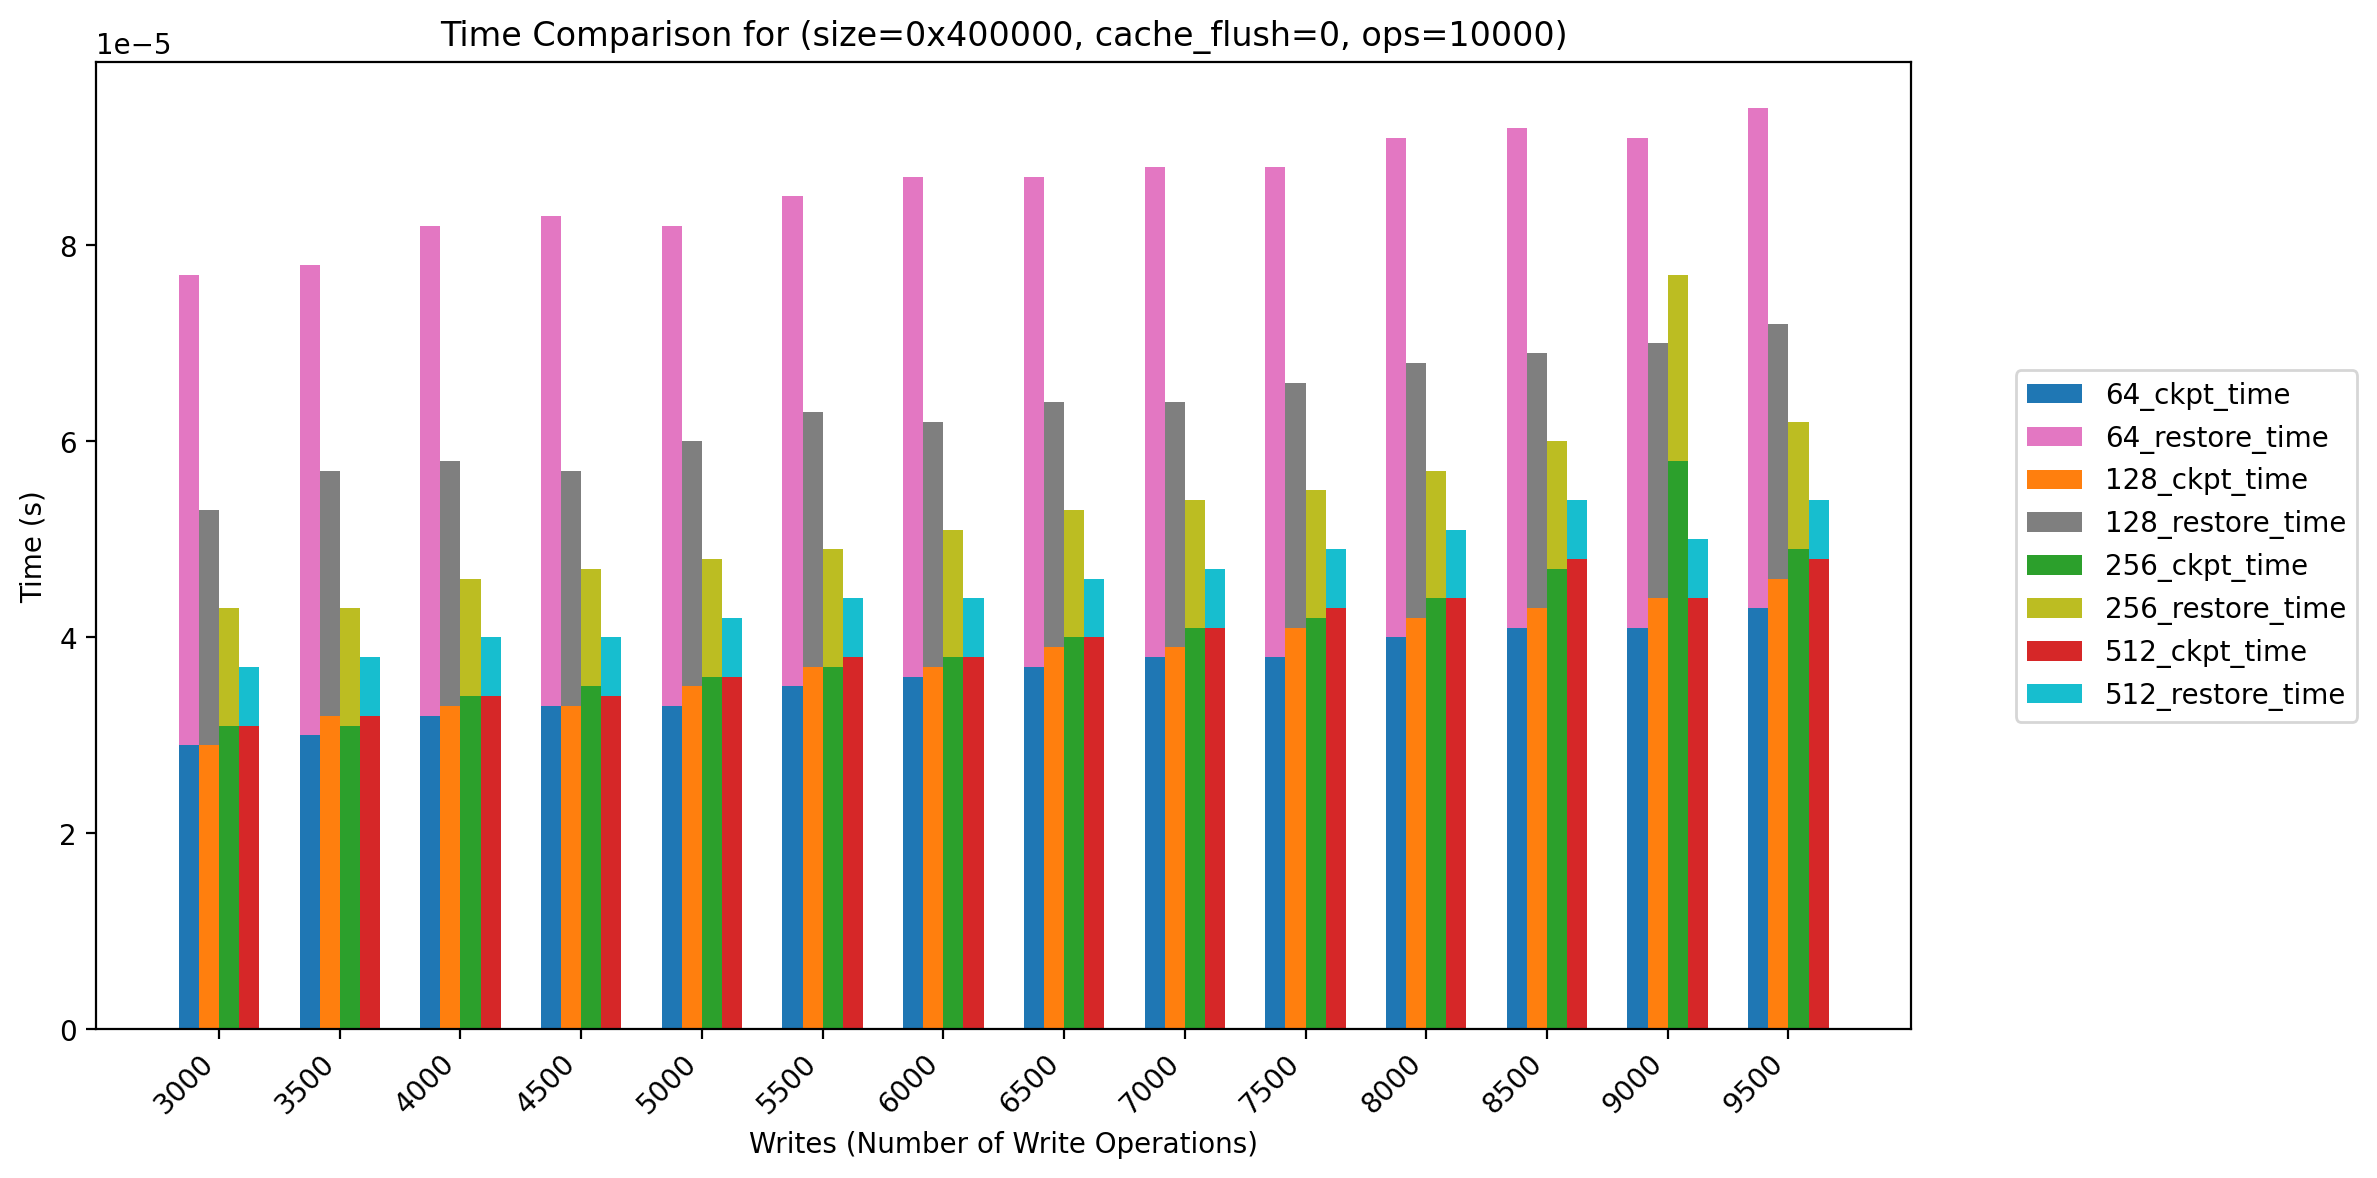 Time Comparison for (size=0x400000, cache_flush=0, ops=10000)
1e−5
8
6
4
2
0
Time (s)
3000
3500
4000
4500
5000
5500
6000
6500
7000
7500
8000
8500
9000
9500
Writes (Number of Write Operations)
64_ckpt_time
64_restore_time
128_ckpt_time
128_restore_time
256_ckpt_time
256_restore_time
512_ckpt_time
512_restore_time